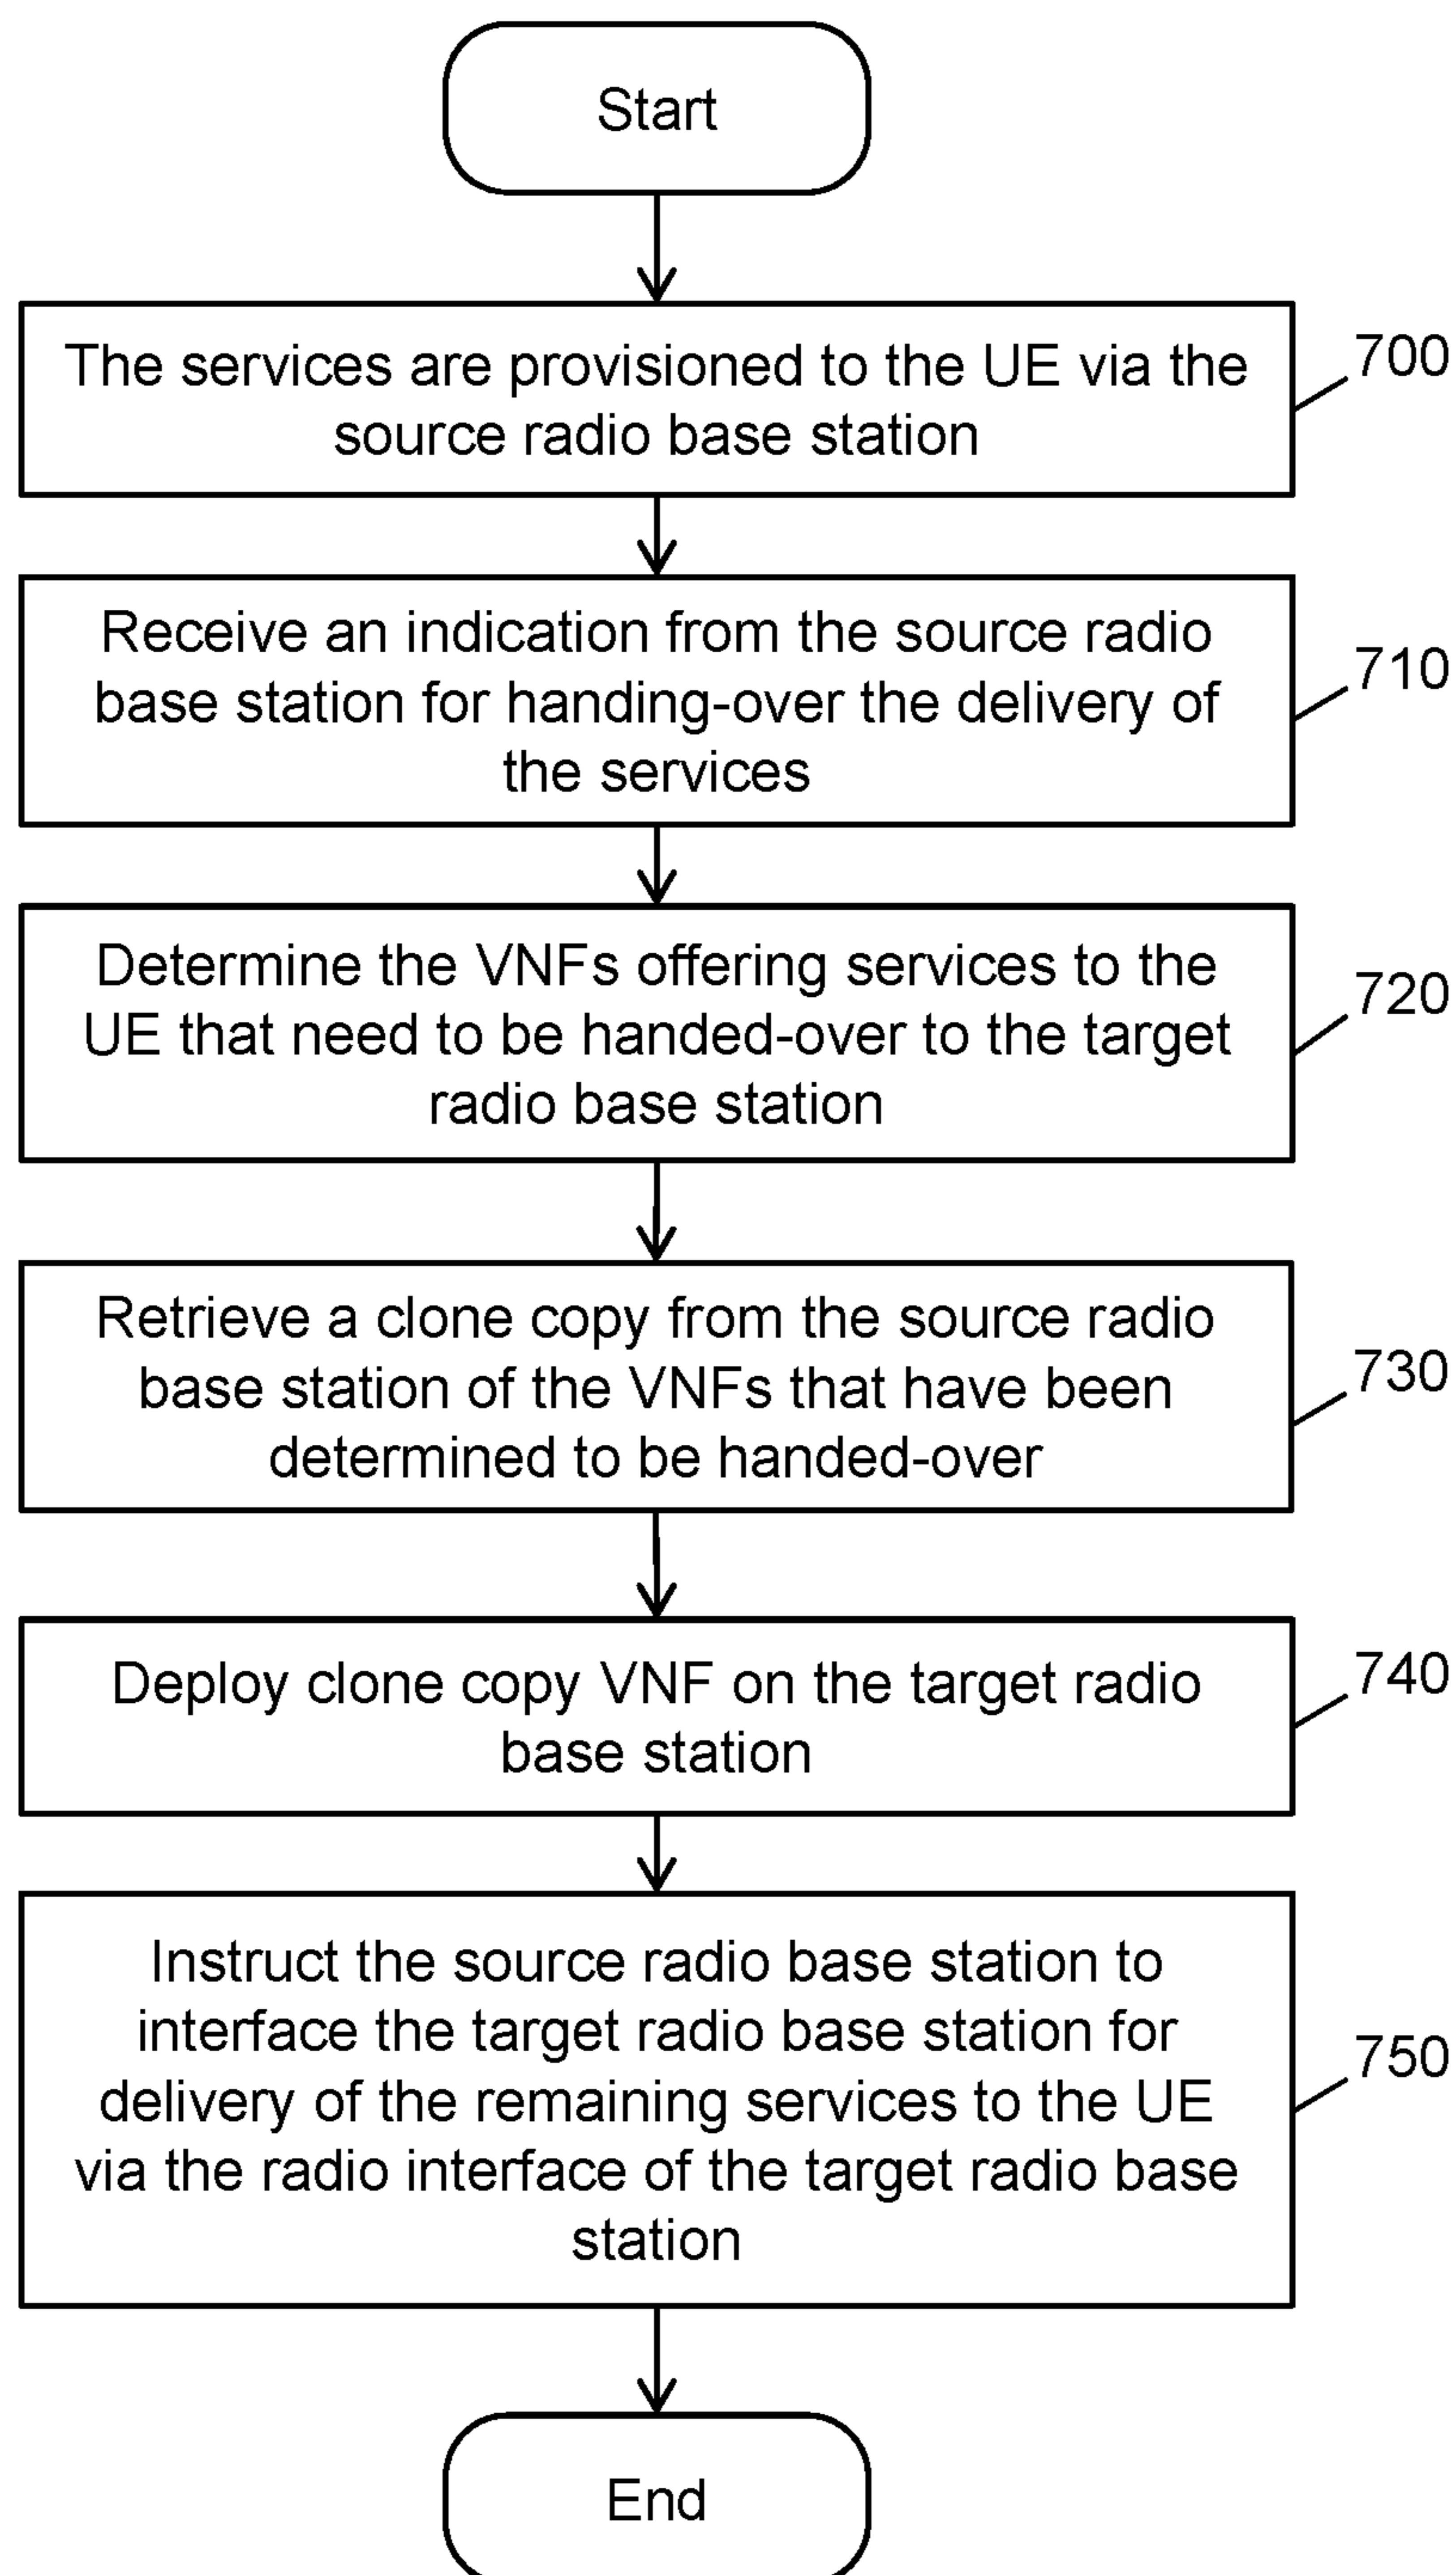 Start
The services are provisioned to the UE via the
source radio base station
700
Receive an indication from the source radio
base station for handing-over the delivery of
the services
710
Determine the VNFs offering services to the
UE that need to be handed-over to the target
radio base station
720
Retrieve a clone copy from the source radio
base station of the VNFs that have been
determined to be handed-over
730
Deploy clone copy VNF on the target radio
base station
740
Instruct the source radio base station to
interface the target radio base station for
delivery of the remaining services to the UE
via the radio interface of the target radio base
station
750
End